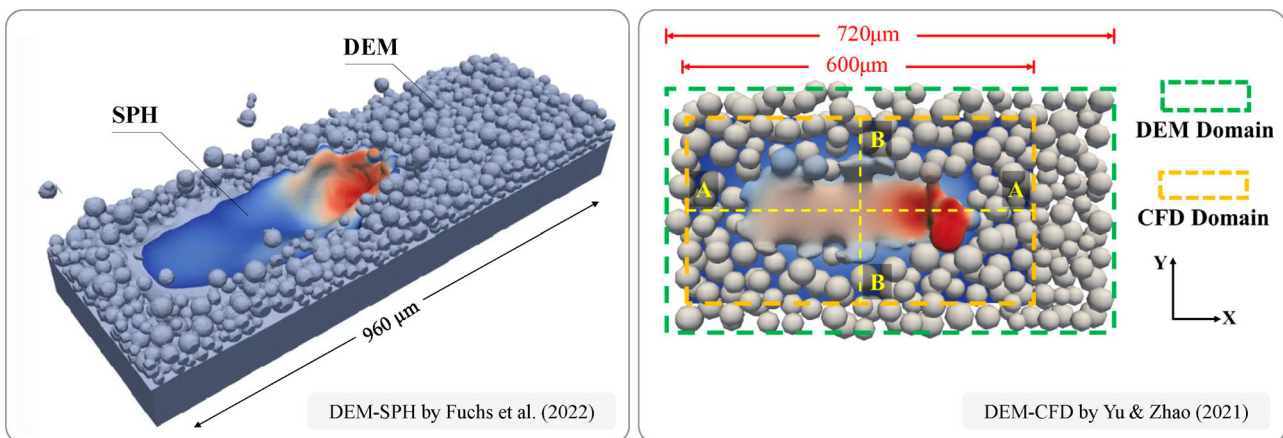 DEM
SPH
960 μm
DEM-SPH by Fuchs et al. (2022)
720μm
600μm
B
A
A
B
DEM Domain
CFD Domain
Y
X
DEM-CFD by Yu & Zhao (2021)